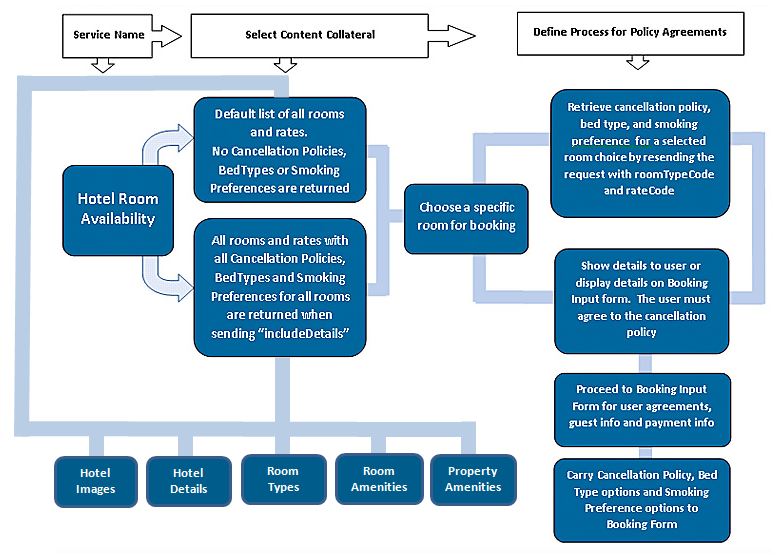 Service Name
Select Content Collateral
Define Process for Policy Agreements
Default list of all rooms
and rates.
No Cancellation Policies,
BedTypes or Smoking
Preferences are returned
Hotel Room
Availability
All rooms and rates with
all Cancellation Policies,
BedTypes and Smoking
Preferences for all rooms
are returned when
sending “includeDetails”
Choose a specific
room for booking
Retrieve cancellation policy,
bed type, and smoking
preference for a selected
room choice by resending the
request with roomTypeCode
and rateCode
Show details to user or
display details on Booking
Input form. The user must
agree to the cancellation
policy
Proceed to Booking Input
Form for user agreements,
guest info and payment info
Carry Cancellation Policy, Bed
Type options and Smoking
Preference options to
Booking Form
Hotel
Images
Hotel
Details
Room
Types
Room
Amenities
Property
Amenities